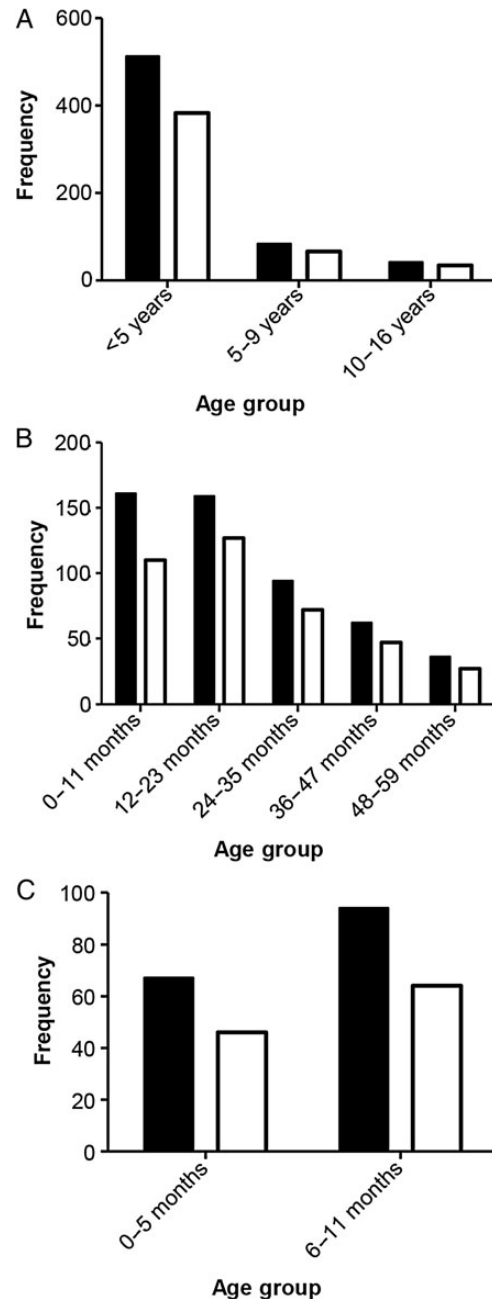 A
600
400
200
0
Frequency
<5 years
5–9 years
10–16 years
Age group
B
200
150
100
50
0
Frequency
0–11 months
12–23 months
24–35 months
36–47 months
48–59 months
Age group
C
100
80
60
40
20
0
Frequency
0–5 months
6–11 months
Age group